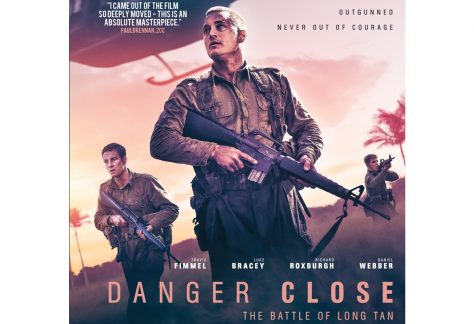 "I CAME OUT OF THE FILM
SO DEEPLY MOVED – THIS IS AN
ABSOLUTE MASTERPIECE."
PAUL BRENNAN. 2CC
OUTGUNNED
NEVER OUT OF COURAGE
TRAVIS FIMMEL
LUKE BRACEY
RICHARD ROXBURGH
DANIEL WEBBER
DANGER CLOSE
THE BATTLE OF LONG TAN